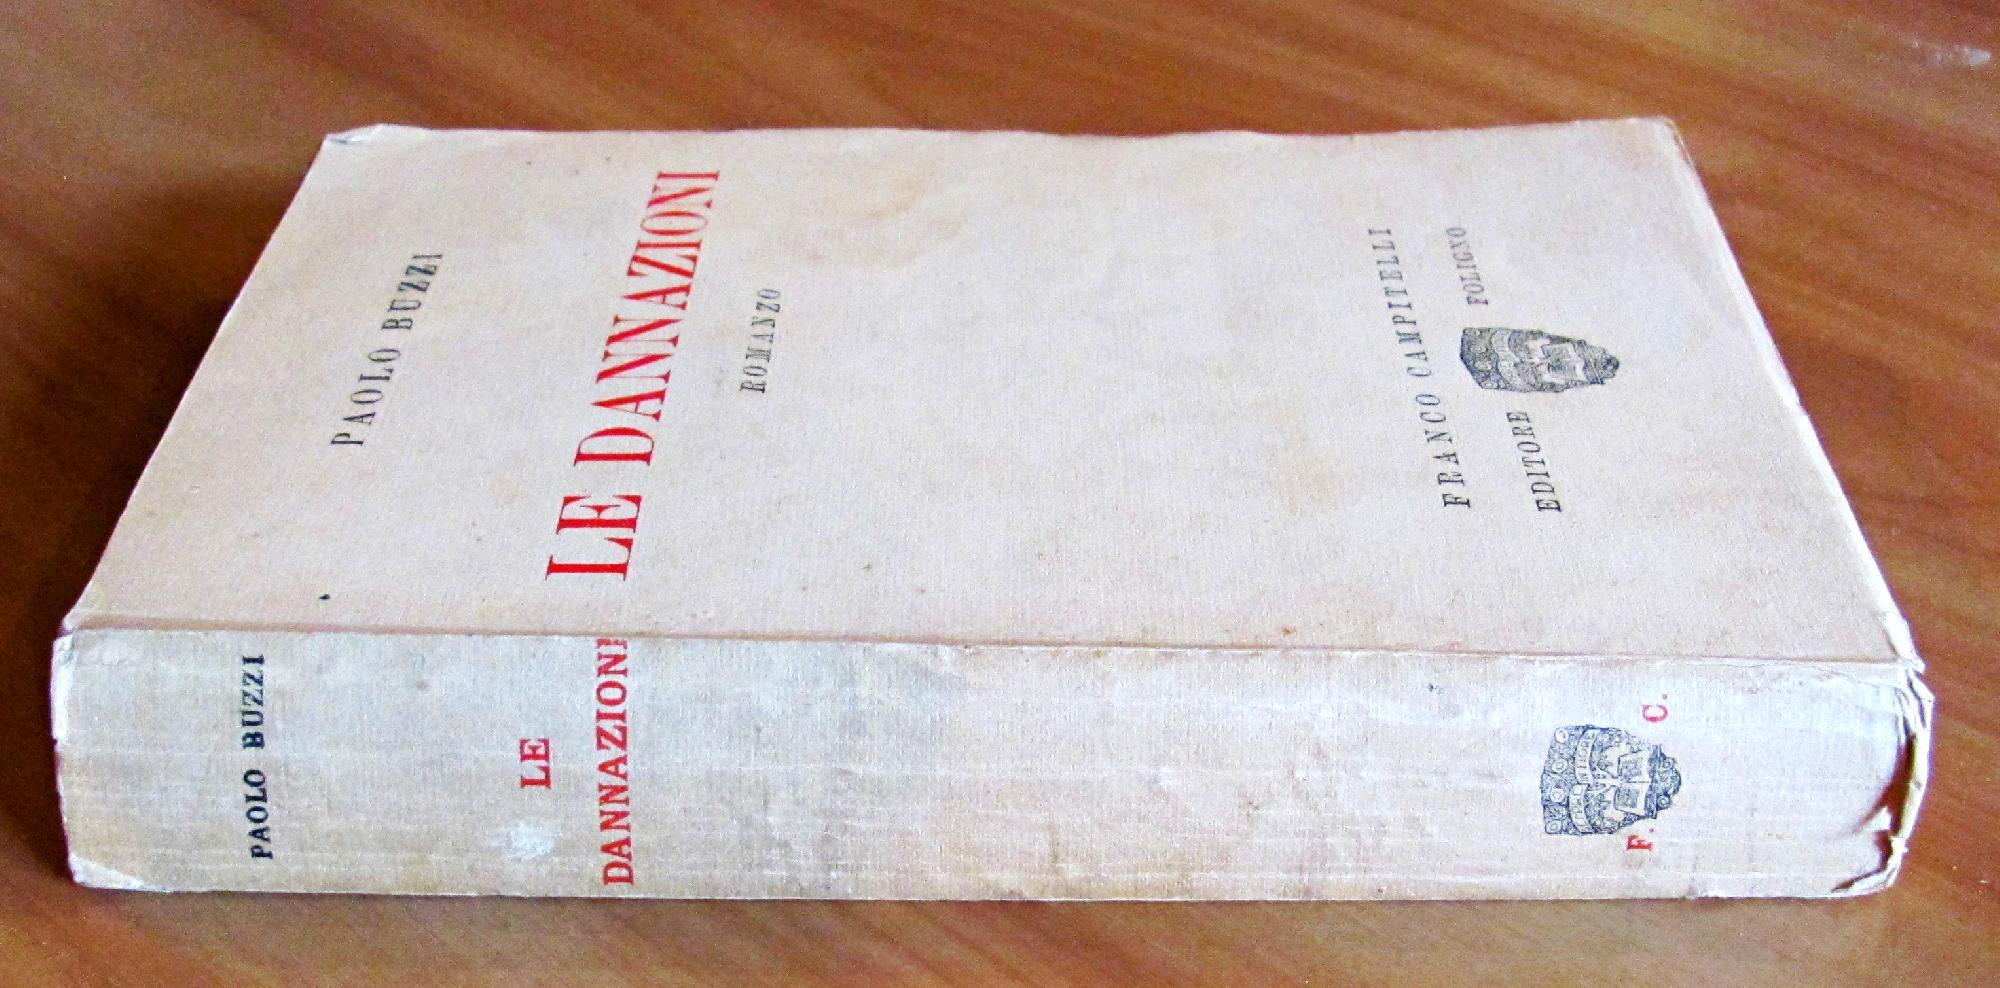 PAOLO BUZZI
LE DANNAZIONI
ROMANZO
FRANCO CAMPITELLI
EDITORE FOLIGNO
PAOLO BUZZI
LE
DANNAZIONI
F. C.